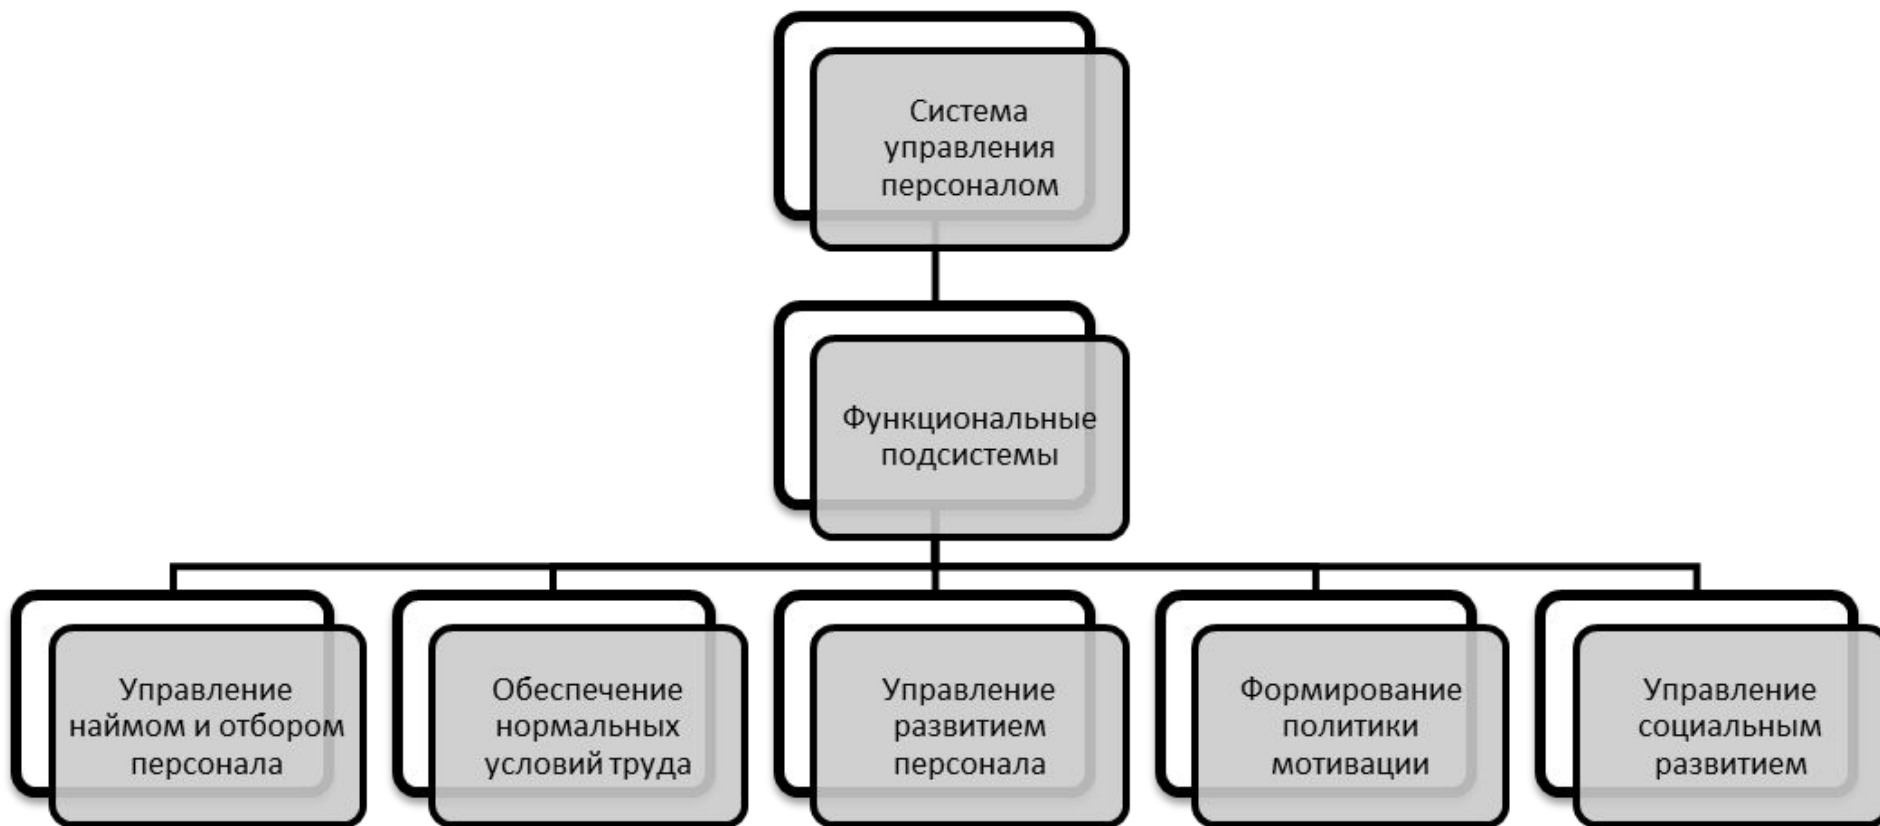 Система
управления
персоналом
Функциональные
подсистемы
Управление
наймом и отбором
персонала
Обеспечение
нормальных
условий труда
Управление
развитием
персонала
Формирование
политики
мотивации
Управление
социальным
развитием